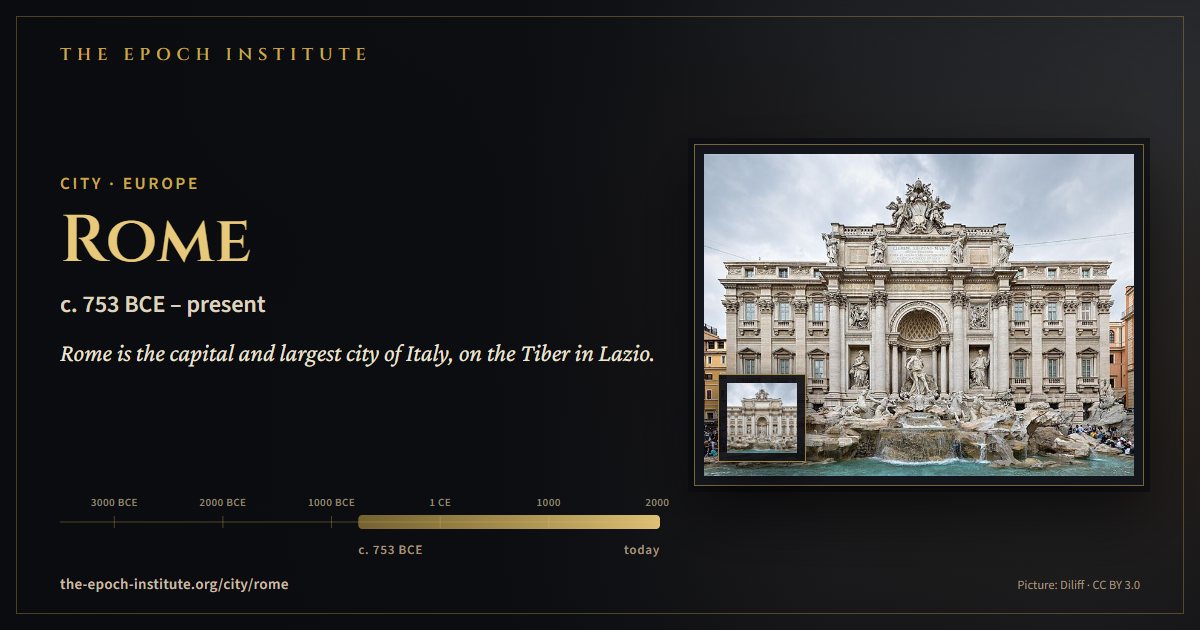 THE EPOCH INSTITUTE
CITY · EUROPE
ROME
c. 753 BCE – present
Rome is the capital and largest city of Italy, on the Tiber in Lazio.
3000 BCE 2000 BCE 1000 BCE 1 CE 1000 2000
c. 753 BCE today
the-epoch-institute.org/city/rome
Picture: Diliff · CC BY 3.0